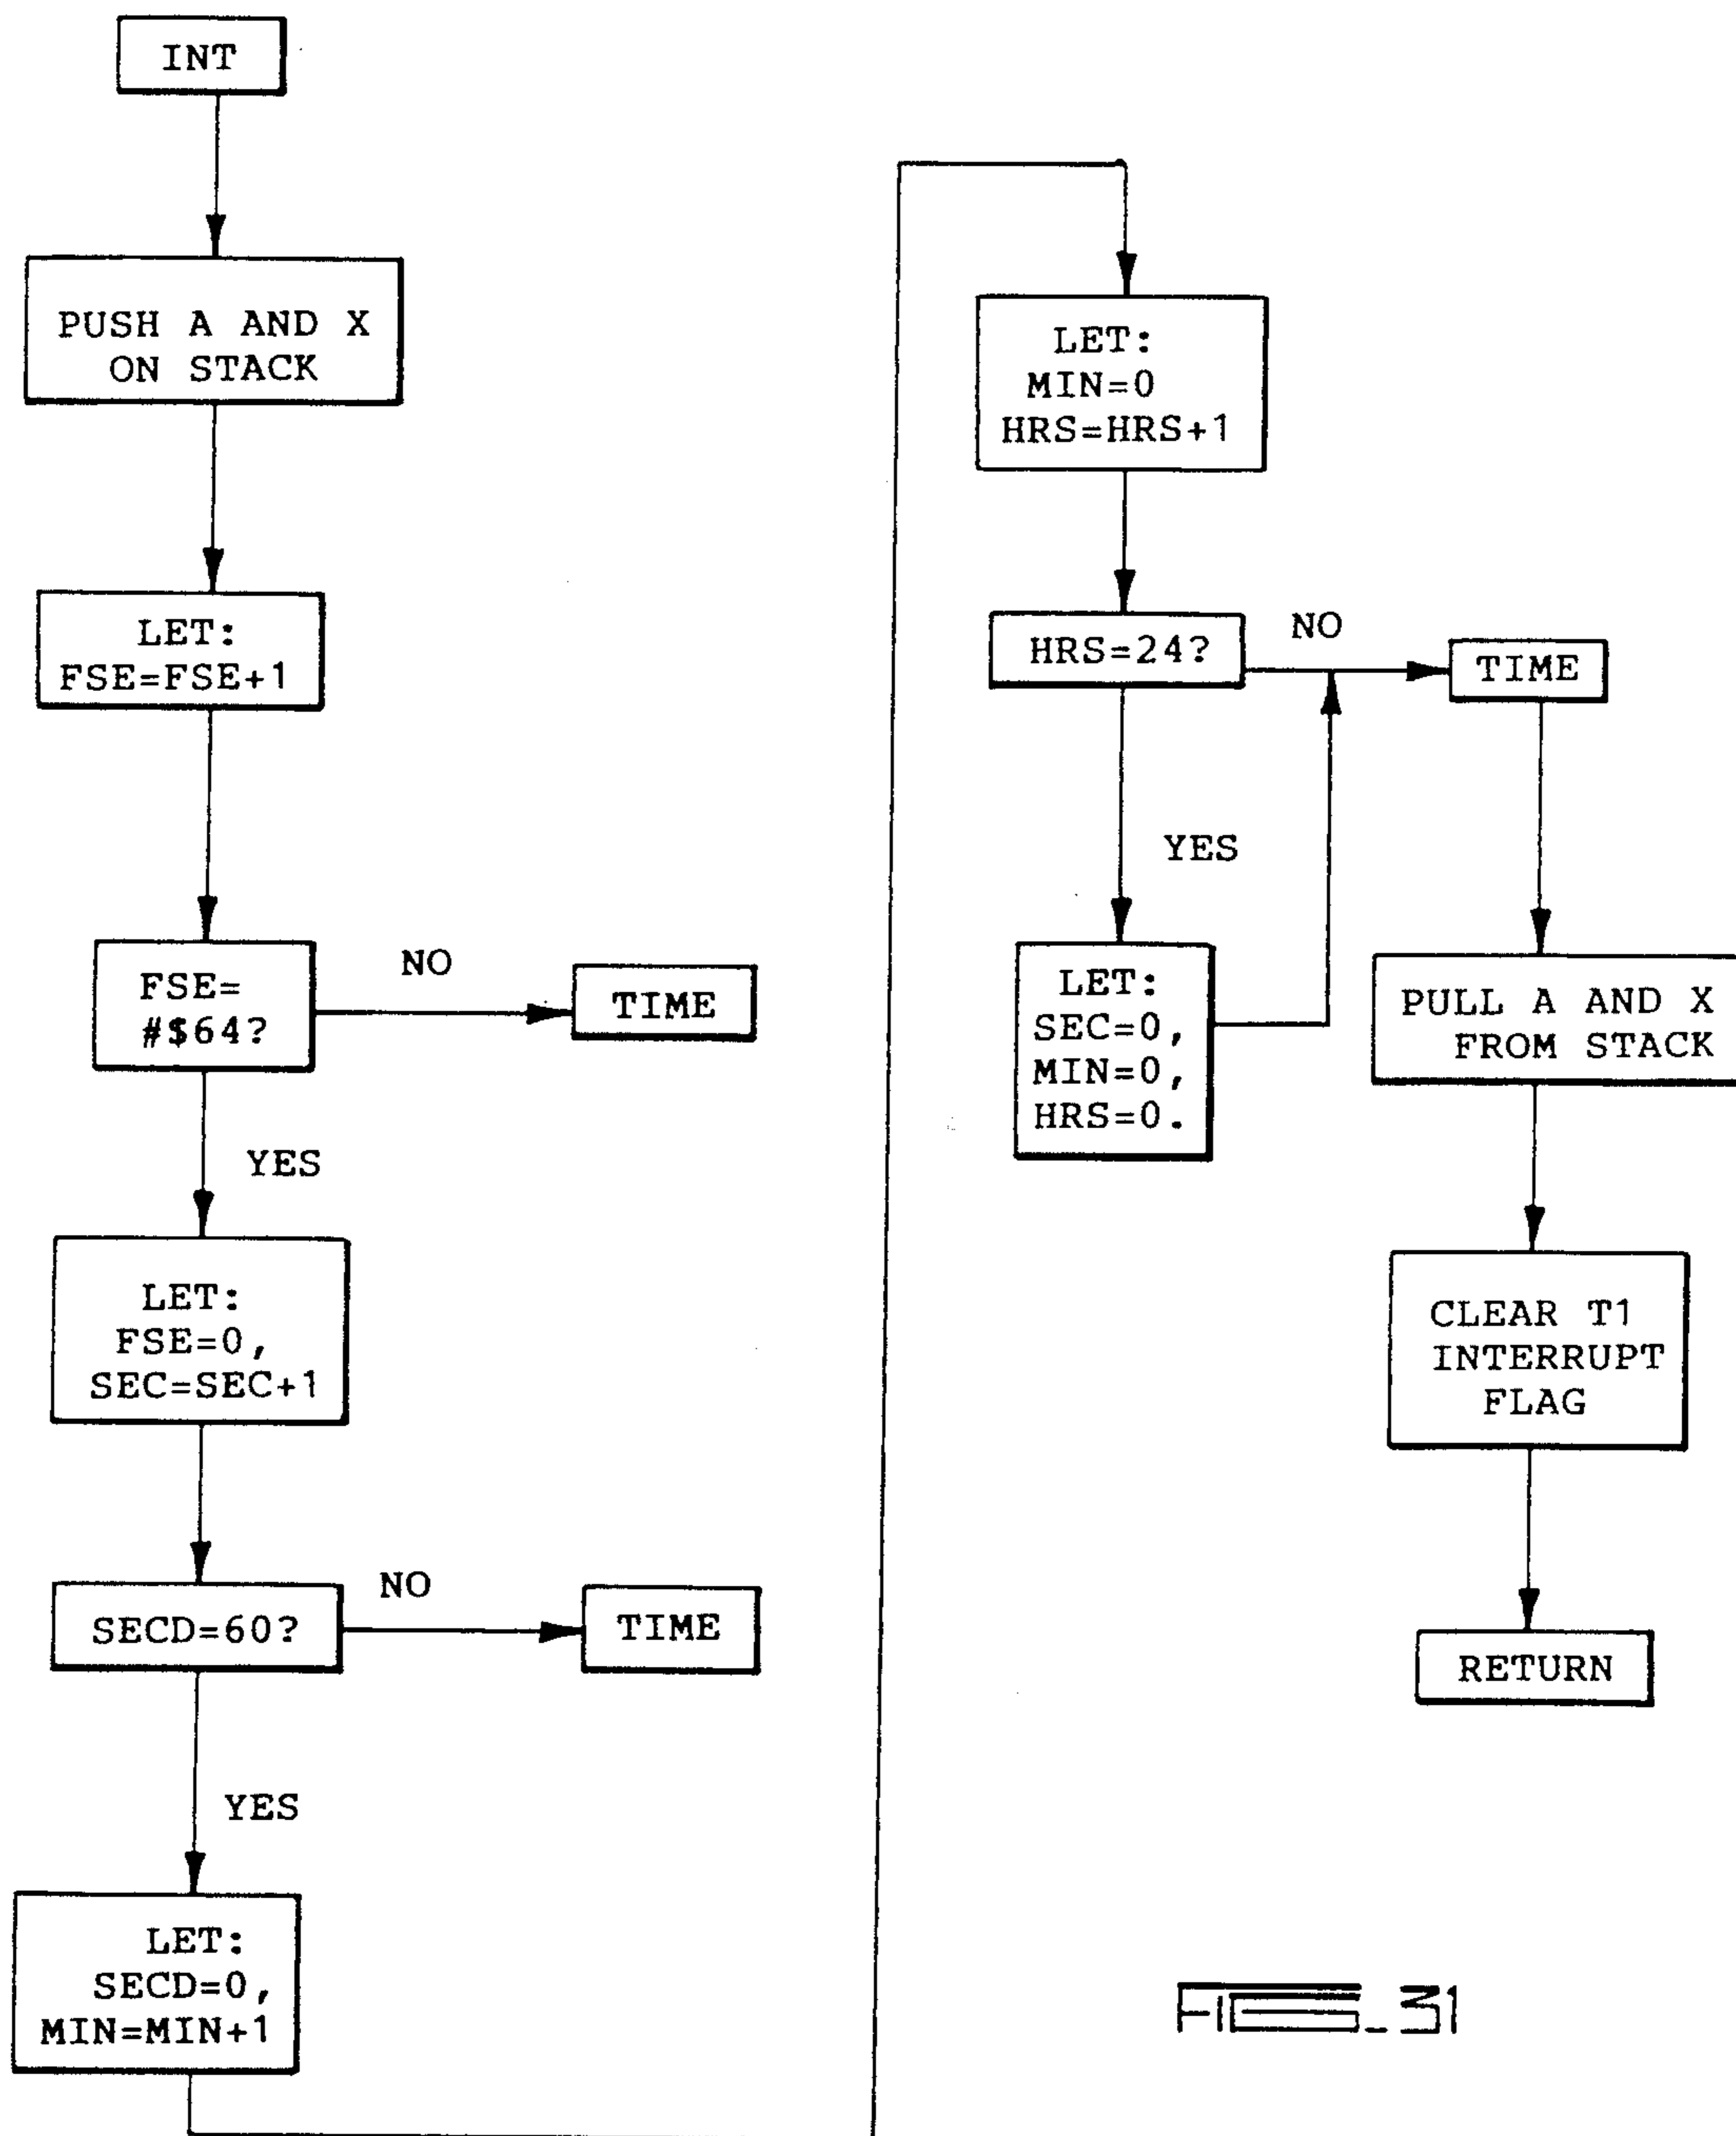 INT
PUSH A AND X
ON STACK
LET:
FSE=FSE+1
FSE=
#$64?
NO
TIME
YES
LET:
FSE=0,
SEC=SEC+1
SECD=60?
NO
TIME
YES
LET:
SECD=0,
MIN=MIN+1
LET:
MIN=0
HRS=HRS+1
HRS=24?
NO
TIME
YES
LET:
SEC=0,
MIN=0,
HRS=0.
PULL A AND X
FROM STACK
CLEAR T1
INTERRUPT
FLAG
RETURN
FIG_31